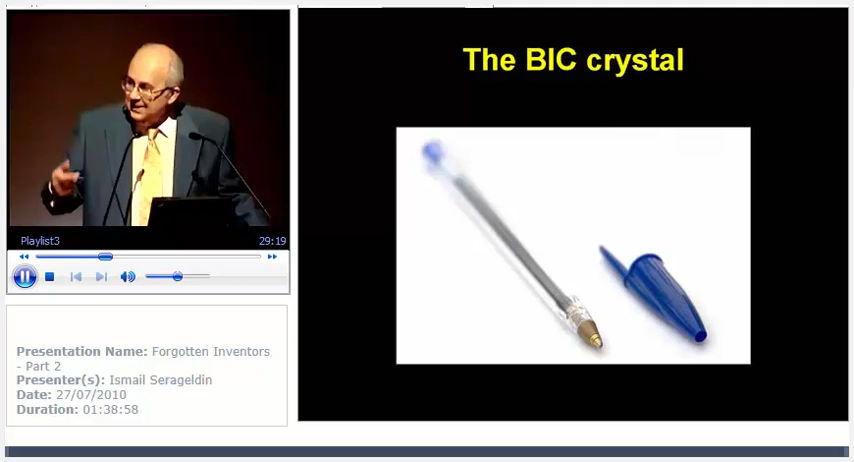 The BIC crystal
Playlist3 29:19
Presentation Name: Forgotten Inventors
- Part 2
Presenter(s): Ismail Serageldin
Date: 27/07/2010
Duration: 01:38:58